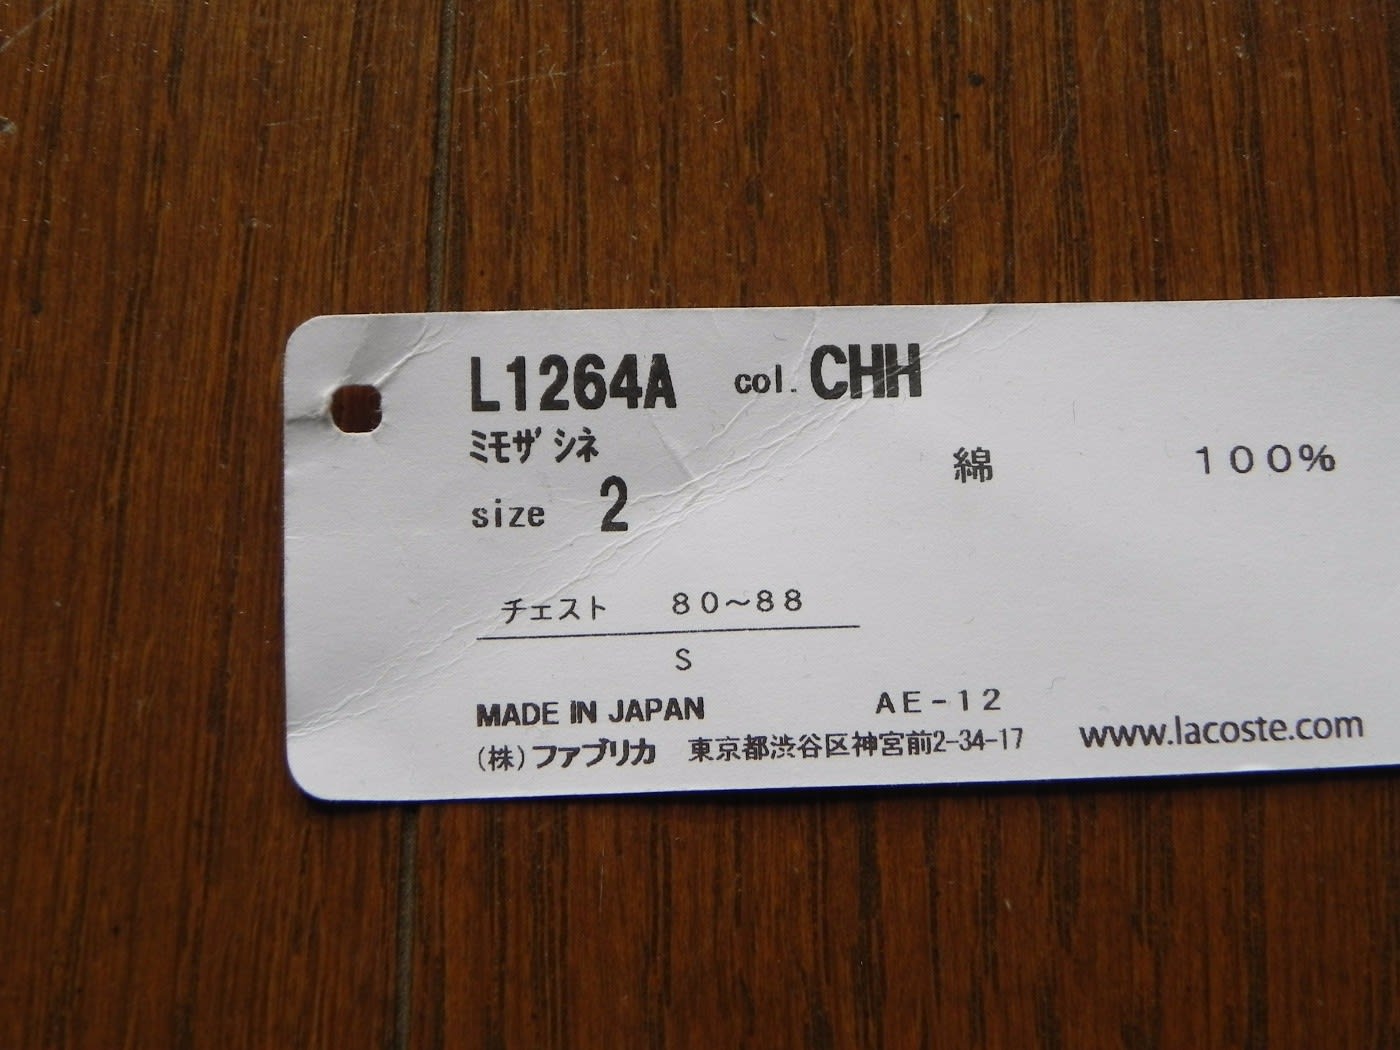 L1264A col. CHH
ﾐﾓｻﾞ ｼﾈ
綿 100%
size 2
チェスト 80~88
S
MADE IN JAPAN AE-12
(株)ファブリカ 東京都渋谷区神宮前2-34-17 www.lacoste.com